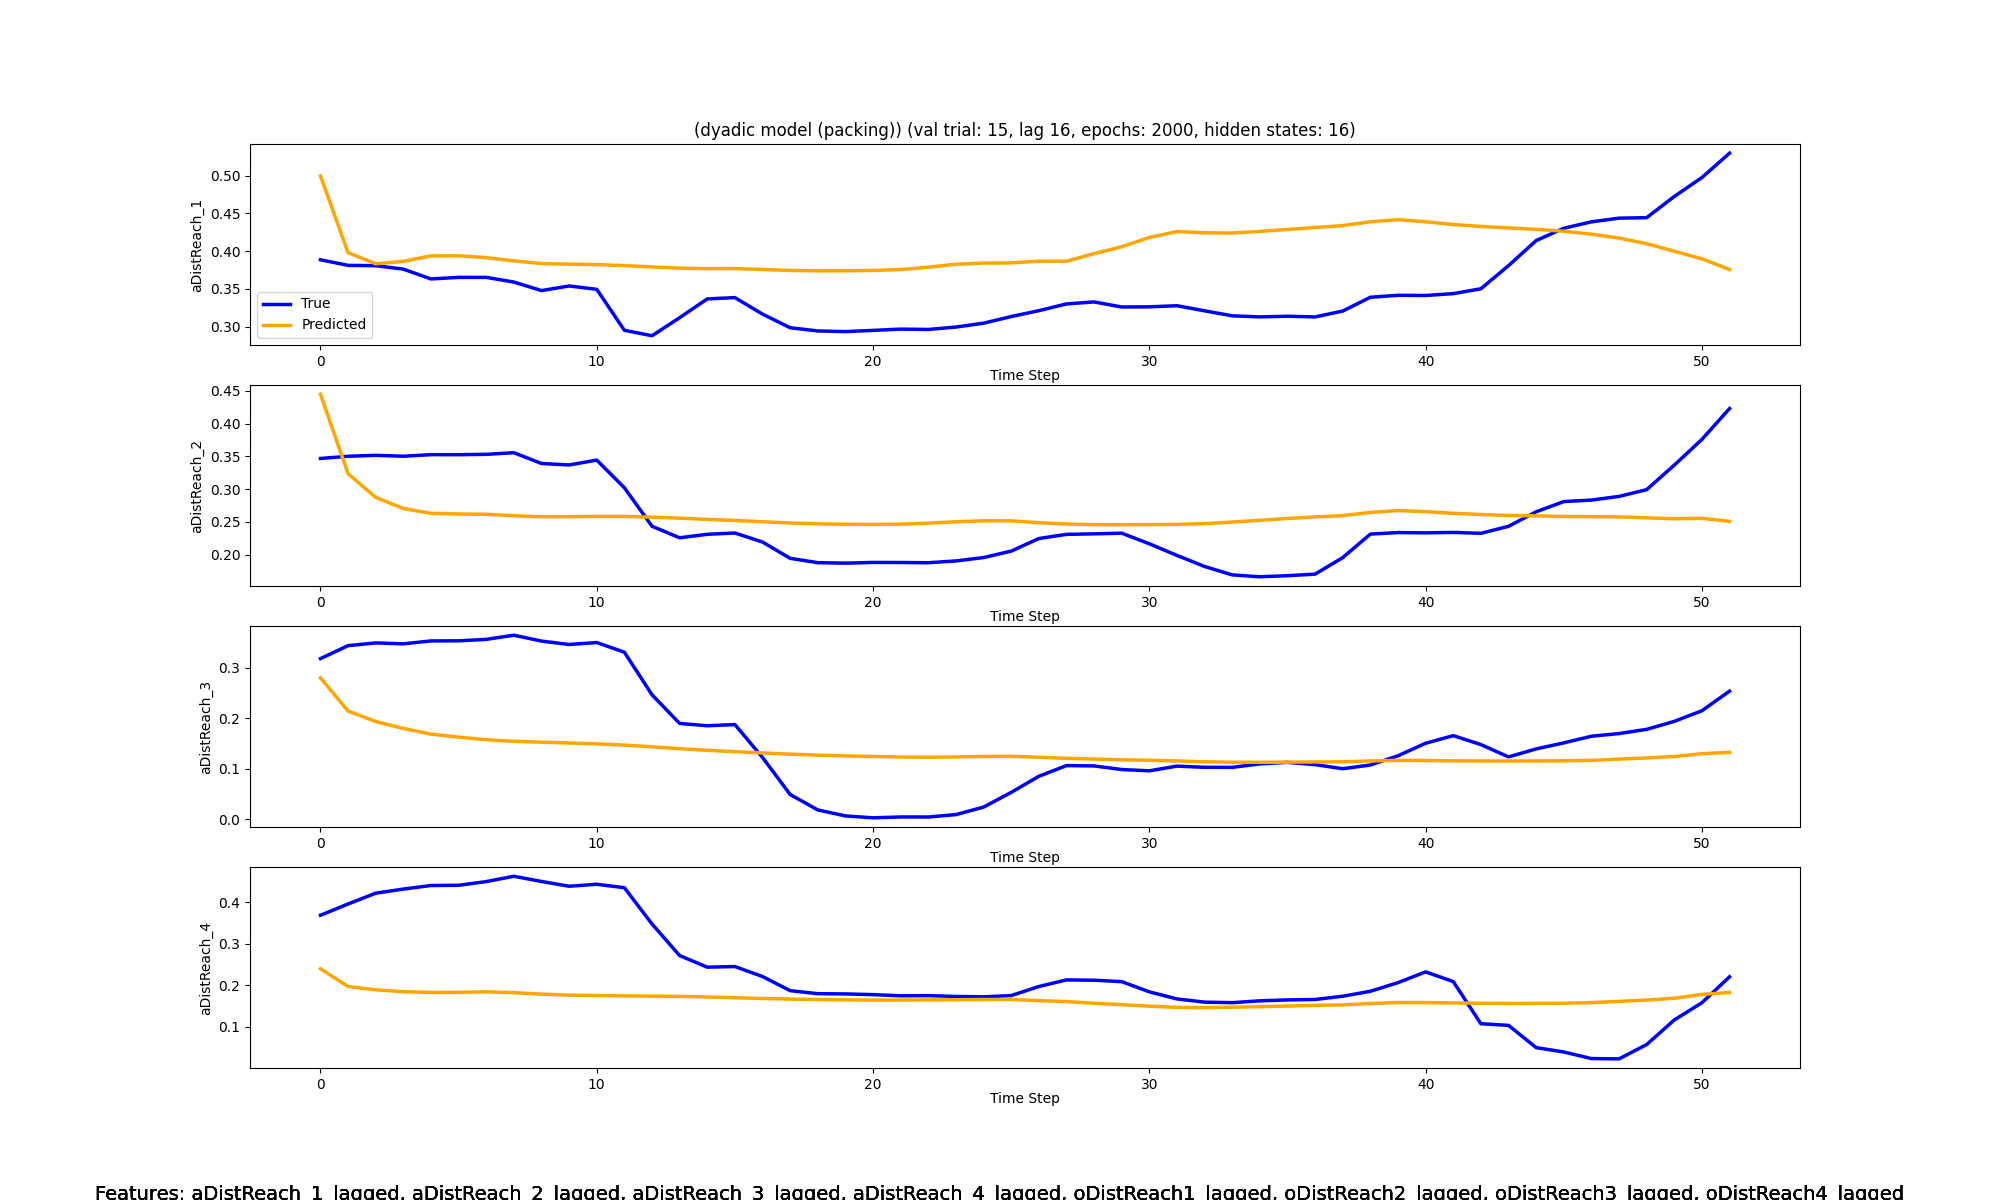 (dyadic model (packing)) (val trial: 15, lag 16, epochs: 2000, hidden states: 16)
aDistReach_1
0.50
0.45
0.40
0.35
0.30
True
Predicted
0 10 20 30 40 50
Time Step
aDistReach_2
0.45
0.40
0.35
0.30
0.25
0.20
0 10 20 30 40 50
Time Step
aDistReach_3
0.3
0.2
0.1
0.0
0 10 20 30 40 50
Time Step
aDistReach_4
0.4
0.3
0.2
0.1
0 10 20 30 40 50
Time Step
Features: aDistReach_1_lagged, aDistReach_2_lagged, aDistReach_3_lagged, aDistReach_4_lagged, oDistReach1_lagged, oDistReach2_lagged, oDistReach3_lagged, oDistReach4_lagged